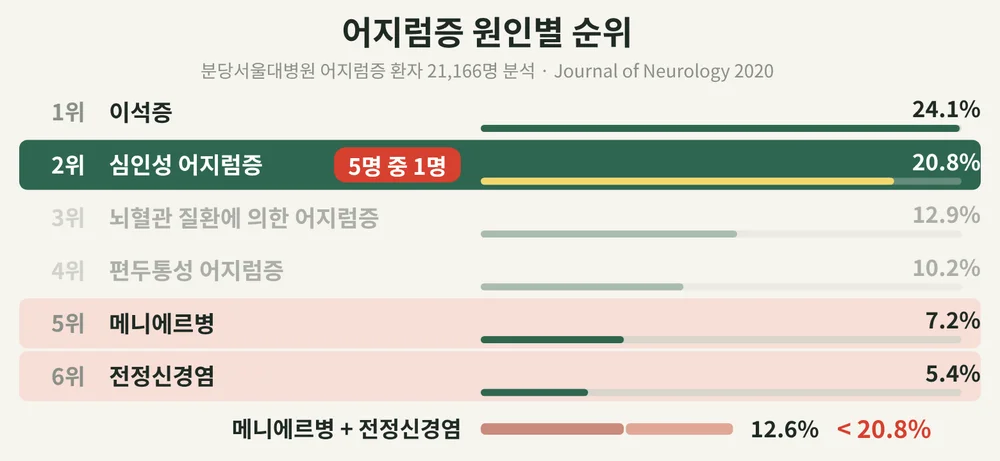 어지럼증 원인별 순위
분당서울대병원 어지럼증 환자 21,166명 분석 · Journal of Neurology 2020
1위 이석증 24.1%
2위 심인성 어지럼증 5명 중 1명 20.8%
3위 뇌혈관 질환에 의한 어지럼증 12.9%
4위 편두통성 어지럼증 10.2%
5위 메니에르병 7.2%
6위 전정신경염 5.4%
메니에르병 + 전정신경염 12.6% < 20.8%